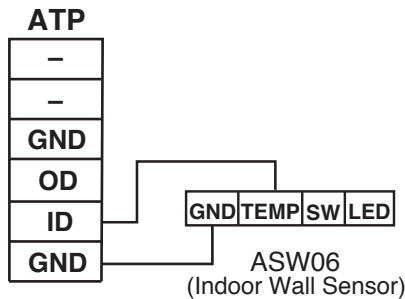 ATP
–
–
GND
OD
ID
GND
GND TEMP SW LED
ASW06
(Indoor Wall Sensor)